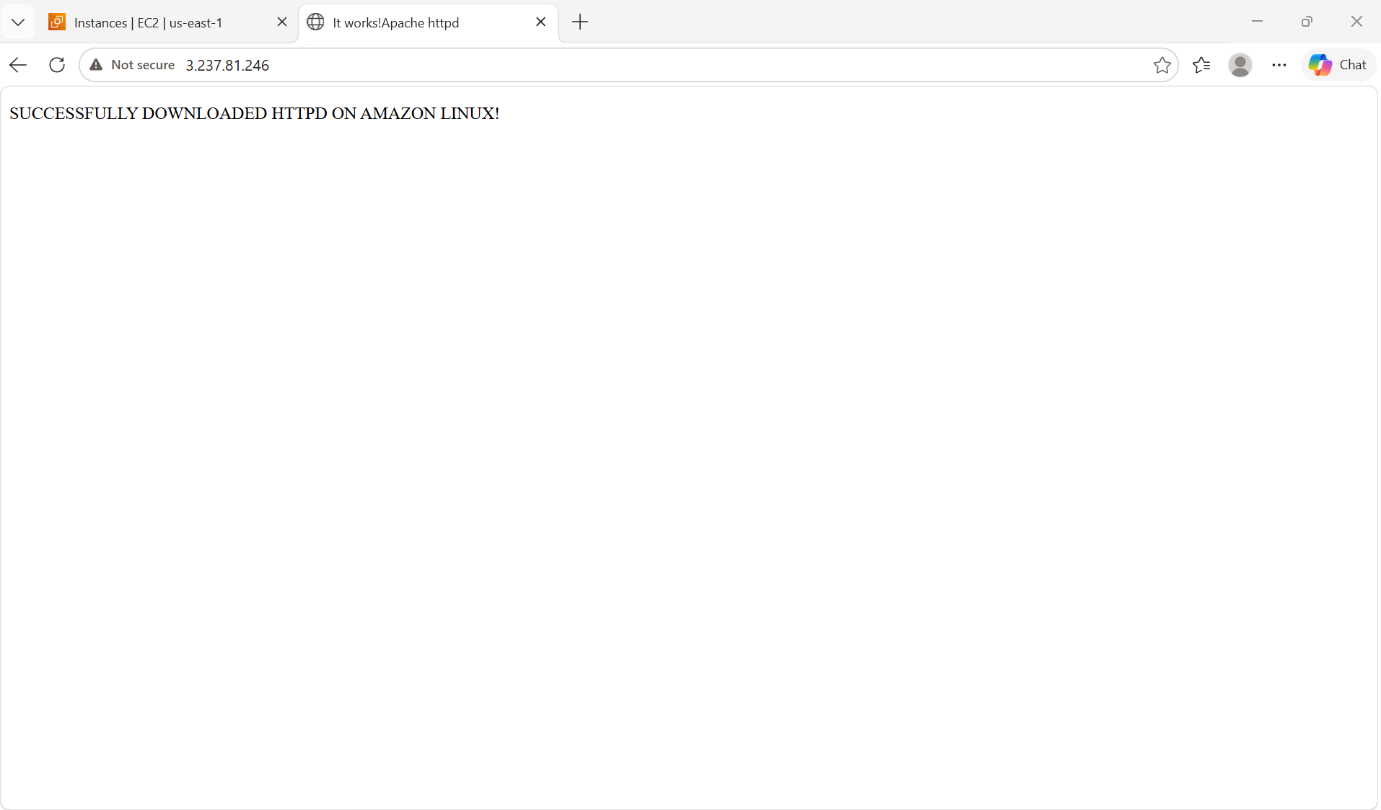 Instances | EC2 | us-east-1
It works!Apache httpd
Not secure 3.237.81.246
Chat
SUCCESSFULLY DOWNLOADED HTTPD ON AMAZON LINUX!